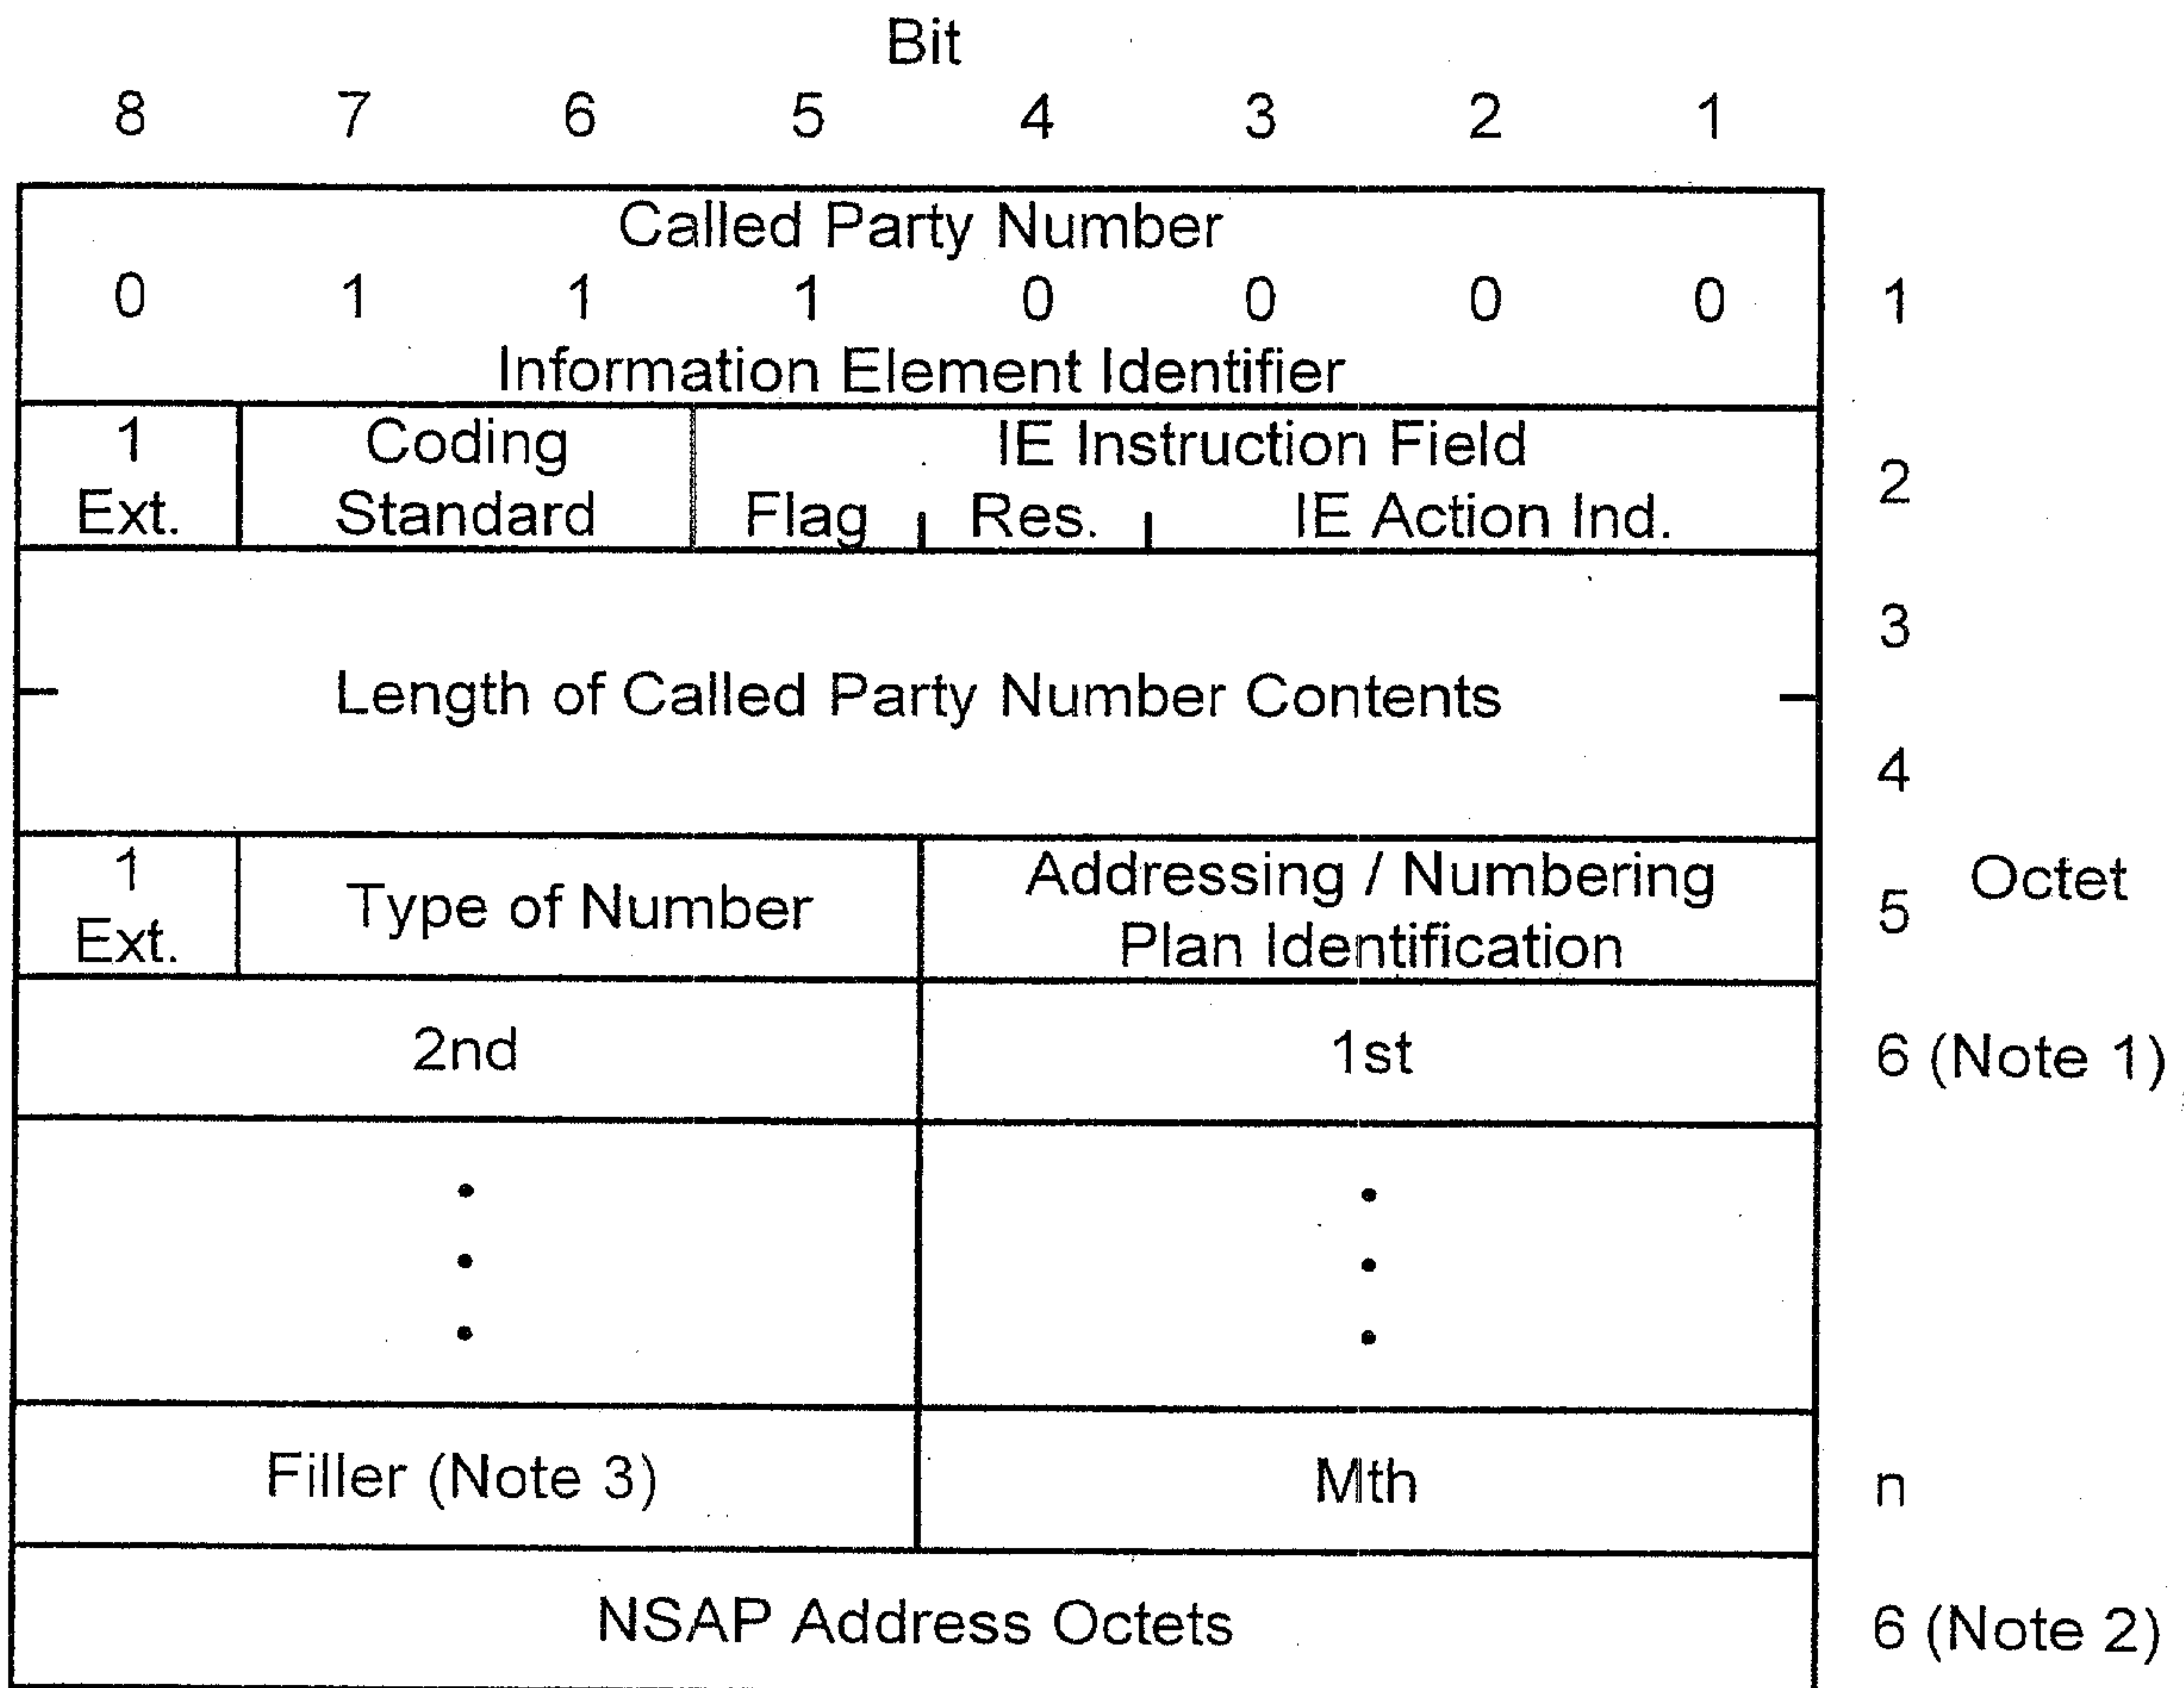 Bit
8 7 6 5 4 3 2 1
Called Party Number
0 1 1 1 0 0 0 0 1
Information Element Identifier
1 Coding IE Instruction Field
Ext. Standard Flag Res. IE Action Ind. 2
3
Length of Called Party Number Contents
4
1 Type of Number Addressing / Numbering 5 Octet
Ext. Plan Identification
2nd 1st 6 (Note 1)
Filler (Note 3) Mth n
NSAP Address Octets 6 (Note 2)